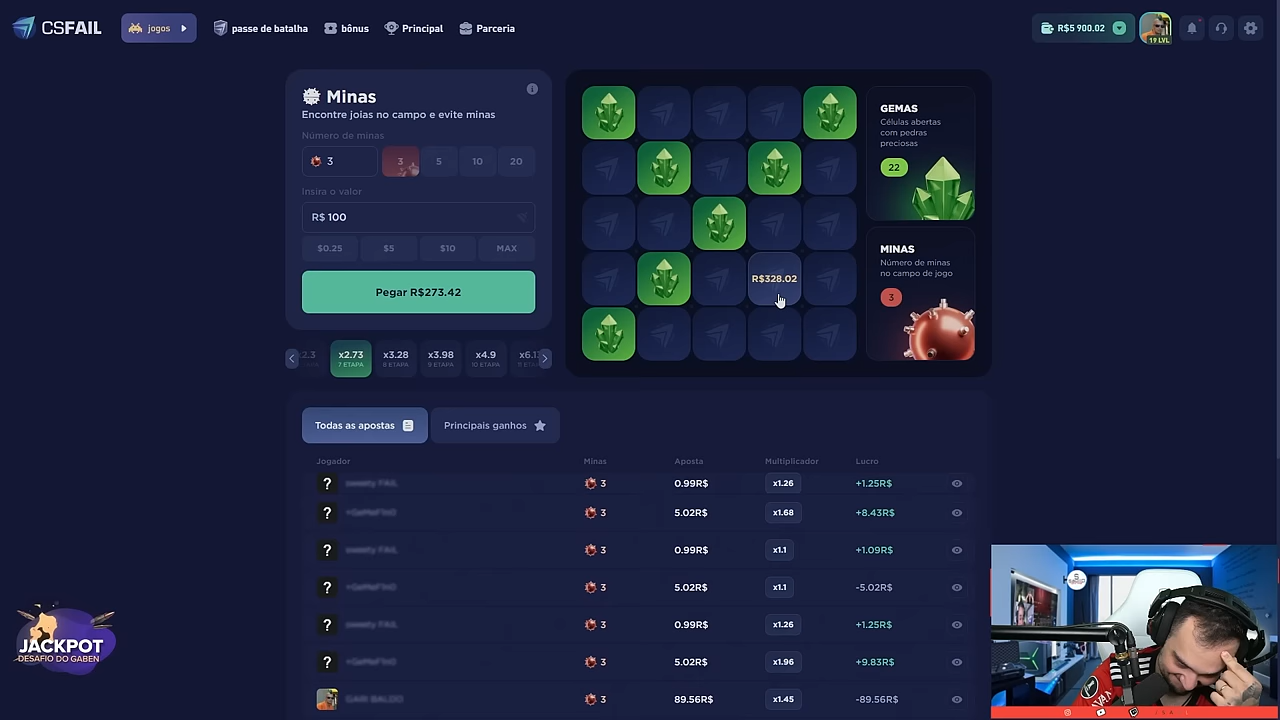 CSFAIL
jogos
passe de batalha
bônus
Principal
Parceria
R$5 900.02
19 LVL
Minas
Encontre joias no campo e evite minas
Número de minas
3
3
5
10
20
Insira o valor
R$ 100
$0.25
$5
$10
MAX
Pegar R$273.42
x2.73
7 ETAPA
x3.28
8 ETAPA
x3.98
9 ETAPA
x4.9
10 ETAPA
R$328.02
GEMAS
Células abertas
com pedras
preciosas
22
MINAS
Número de minas
no campo de jogo
3
Todas as apostas
Principais ganhos
Jogador Minas Aposta Multiplicador Lucro
? sweety FAIL 3 0.99R$ x1.26 +1.25R$
? 3 5.02R$ x1.68 +8.43R$
? sweety FAIL 3 0.99R$ x1.1 +1.09R$
? 3 5.02R$ x1.1 -5.02R$
? sweety FAIL 3 0.99R$ x1.26 +1.25R$
? 3 5.02R$ x1.96 +9.83R$
3 89.56R$ x1.45 -89.56R$
JACKPOT
DESAFIO DO GABEN